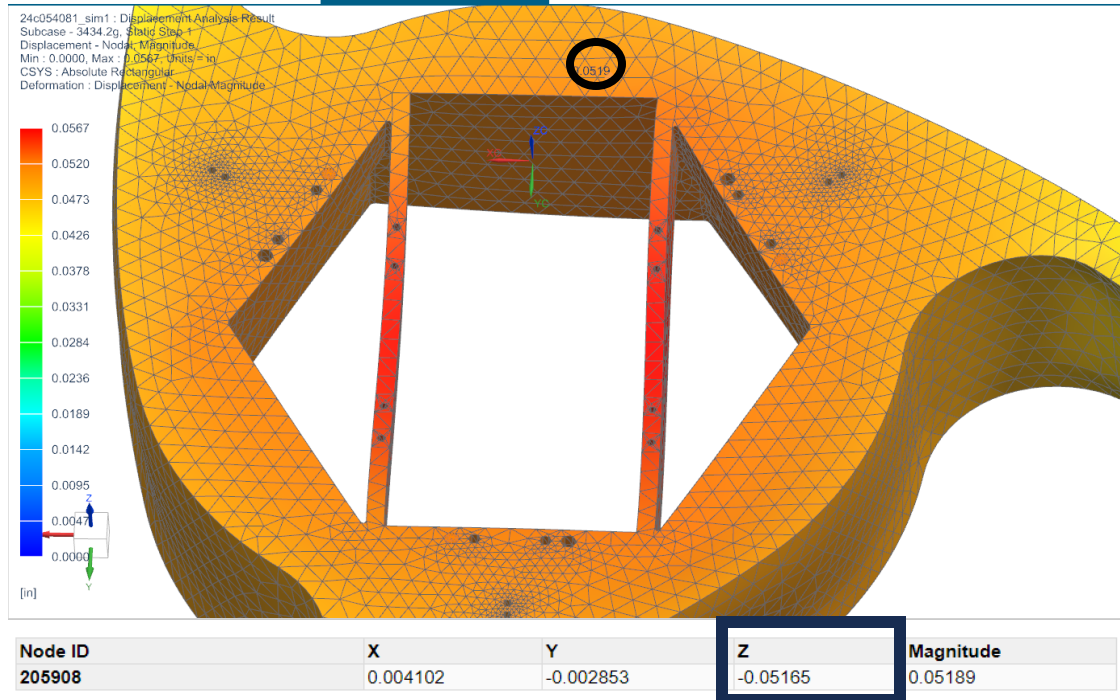 24c054081_sim1 : Displacement Analysis Result
Subcase - 3434.2g, Static Step 1
Displacement - Nodal, Magnitude
Min : 0.0000, Max : 0.0567, Units = in
CSYS : Absolute Rectangular
Deformation : Displacement - Nodal Magnitude
0.0519
0.0567
0.0520
0.0473
0.0426
0.0378
0.0331
0.0284
0.0236
0.0189
0.0142
0.0095
0.0047
0.0000
[in]
Z
Y
YC
Node ID X Y Z Magnitude
205908 0.004102 -0.002853 -0.05165 0.05189